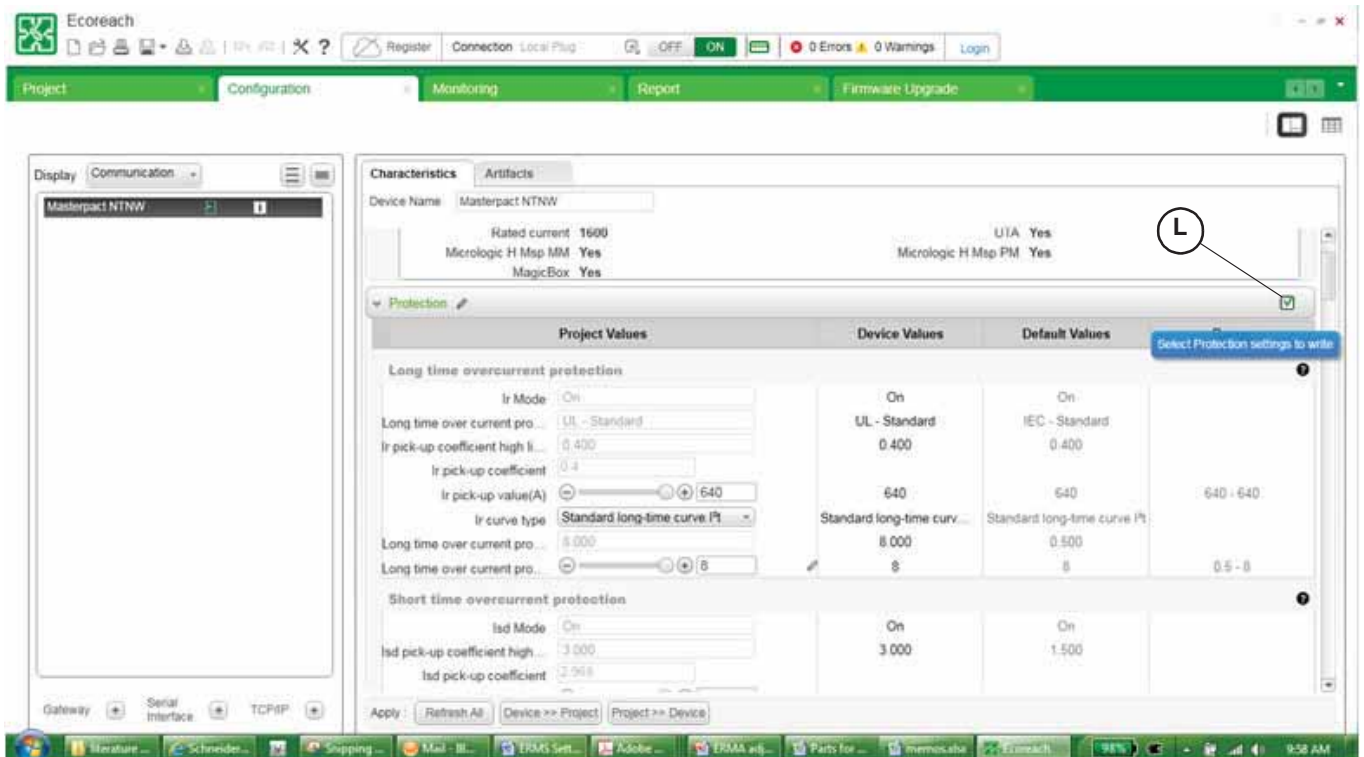 Ecoreach
Register Connection Local Plug OFF ON 0 Errors 0 Warnings Login
Project Configuration Monitoring Report Firmware Upgrade
Display Communication
Masterpact NTNW
Characteristics Artifacts
Device Name Masterpact NTNW
Rated current 1600 UTA Yes
Micrologic H Msp MM Yes Micrologic H Msp PM Yes
MagicBox Yes
L
Protection
Project Values Device Values Default Values
Select Protection settings to write
Long time overcurrent protection
Ir Mode On On On
Long time over current pro... UL - Standard UL - Standard IEC - Standard
Ir pick-up coefficient high li... 0.400 0.400 0.400
Ir pick-up coefficient 0.4
Ir pick-up value(A) 640 640 640 640 - 640
Ir curve type Standard long-time curve I²t Standard long-time curv... Standard long-time curve I²t
Long time over current pro... 8.000 8.000 0.500
Long time over current pro... 8 8 8 0.5 - 8
Short time overcurrent protection
Isd Mode On On On
Isd pick-up coefficient high ... 3.000 3.000 1.500
Isd pick-up coefficient 2.968
Gateway Serial Interface TCP/IP
Apply : Refresh All Device >> Project Project >> Device
literature ... Schneider... Snipping ... Mail - Bl... ERMS Sett... Adobe ... ERMA adj... Parts for ... memos.aba Ecoreach 98% 9:58 AM